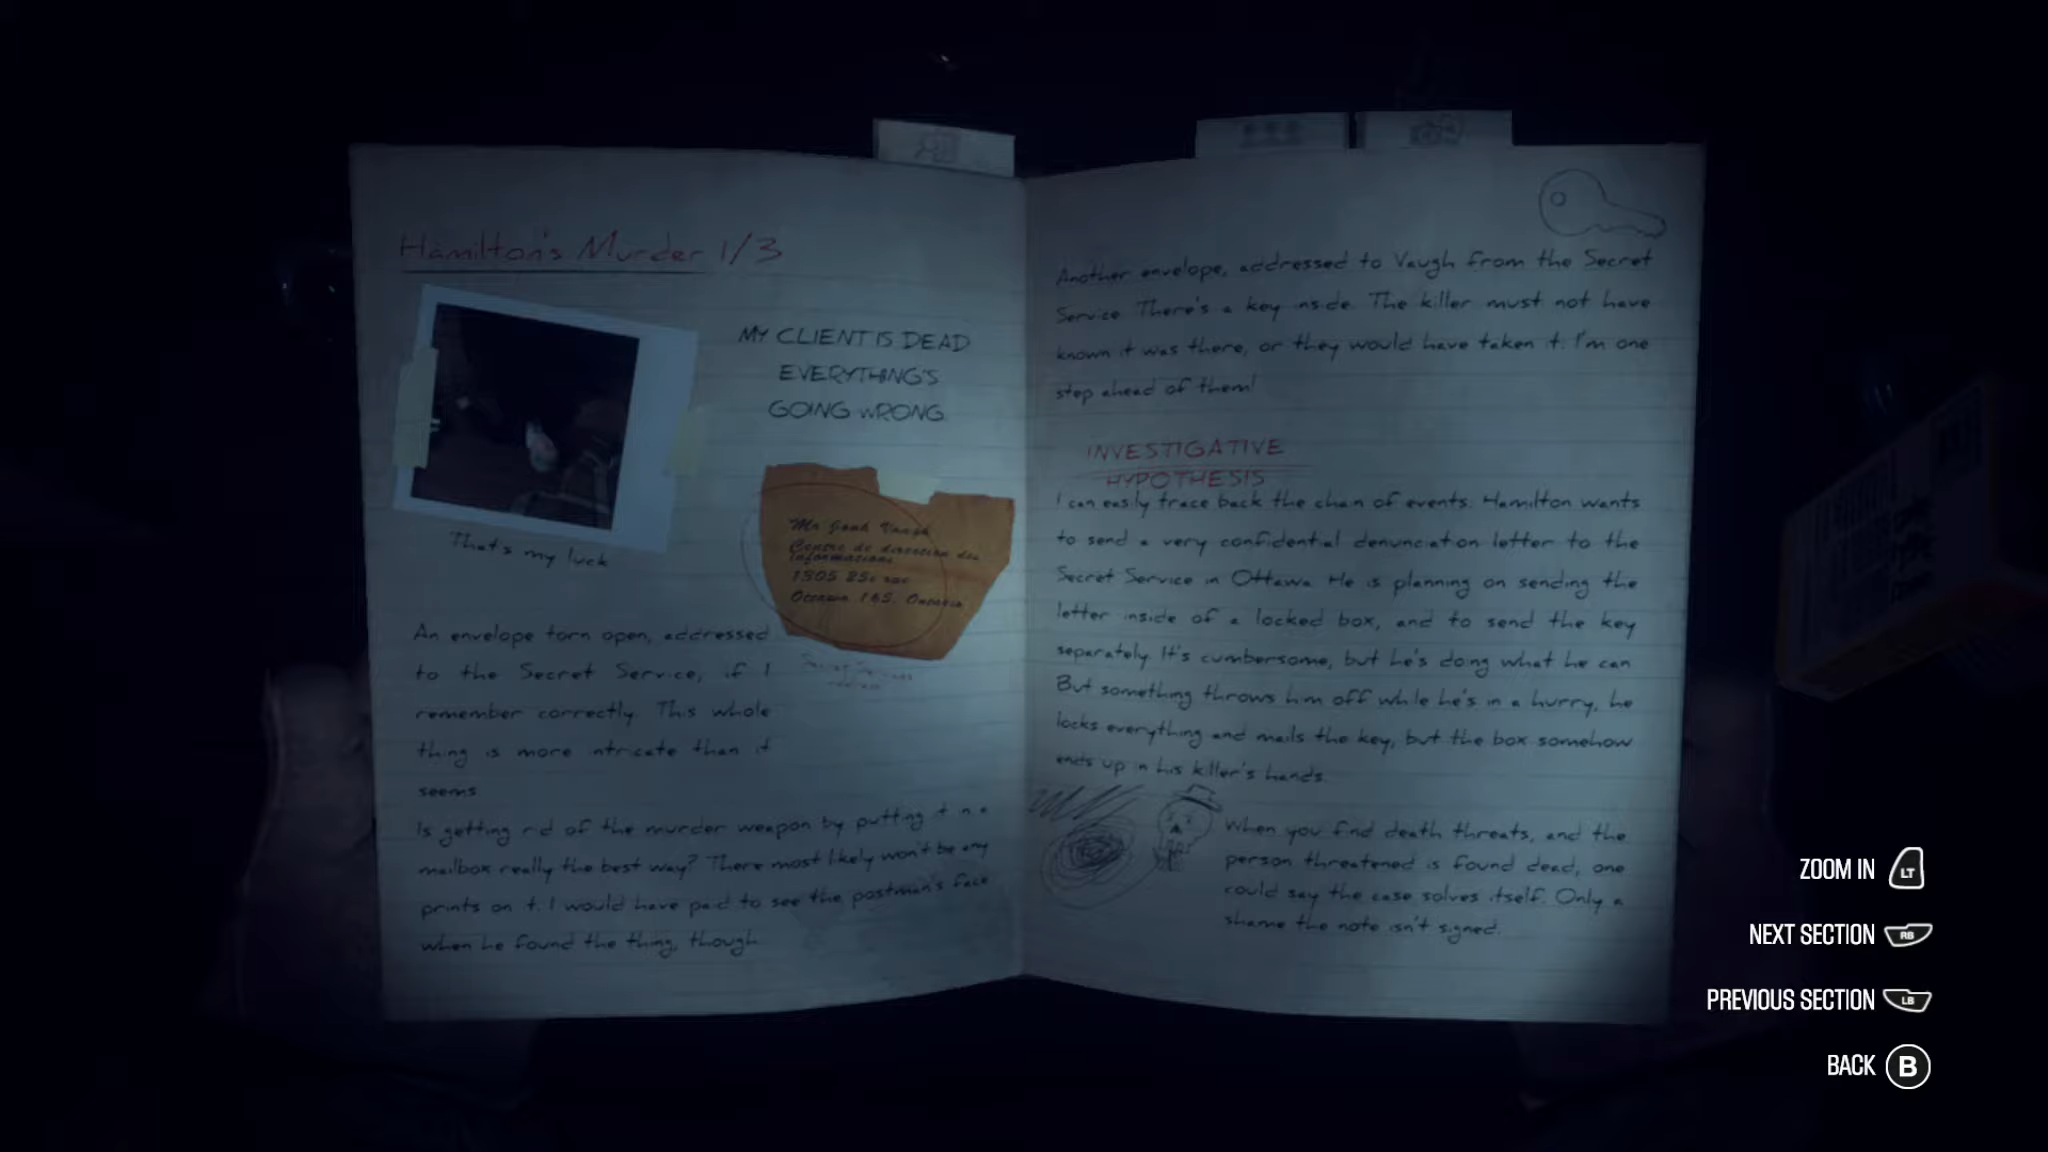 Hamilton's Murder 1/3
MY CLIENT IS DEAD
EVERYTHING'S
GOING WRONG
That's my luck
Centre de direction des
informations
1305 25e rue
An envelope torn open, addressed
to the Secret Service, if I
remember correctly. This whole
thing is more intricate than it
seems
Is getting rid of the murder weapon by putting it in a
mailbox really the best way? There most likely won't be any
prints on it. I would have paid to see the postman's face
when he found the thing, though
Another envelope, addressed to Vaugh from the Secret
Service. There's a key inside. The killer must not have
known it was there, or they would have taken it. I'm one
step ahead of them!
INVESTIGATIVE
HYPOTHESIS
I can easily trace back the chain of events. Hamilton wants
to send a very confidential denunciation letter to the
Secret Service in Ottawa. He is planning on sending the
letter inside of a locked box, and to send the key
separately. It's cumbersome, but he's doing what he can
But something throws him off while he's in a hurry, he
locks everything and mails the key, but the box somehow
ends up in his killer's hands.
When you find death threats, and the
person threatened is found dead, one
could say the case solves itself. Only a
shame the note isn't signed.
ZOOM IN LT
NEXT SECTION RB
PREVIOUS SECTION LB
BACK B